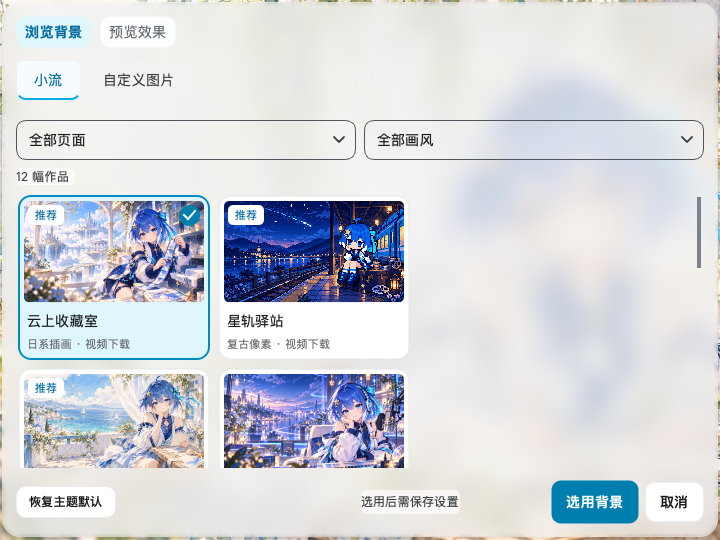 浏览背景 预览效果
小流 自定义图片
全部页面 全部画风
12 幅作品
推荐 推荐
云上收藏室 星轨驿站
日系插画 · 视频下载 复古像素 · 视频下载
推荐
恢复主题默认 选用后需保存设置 选用背景 取消